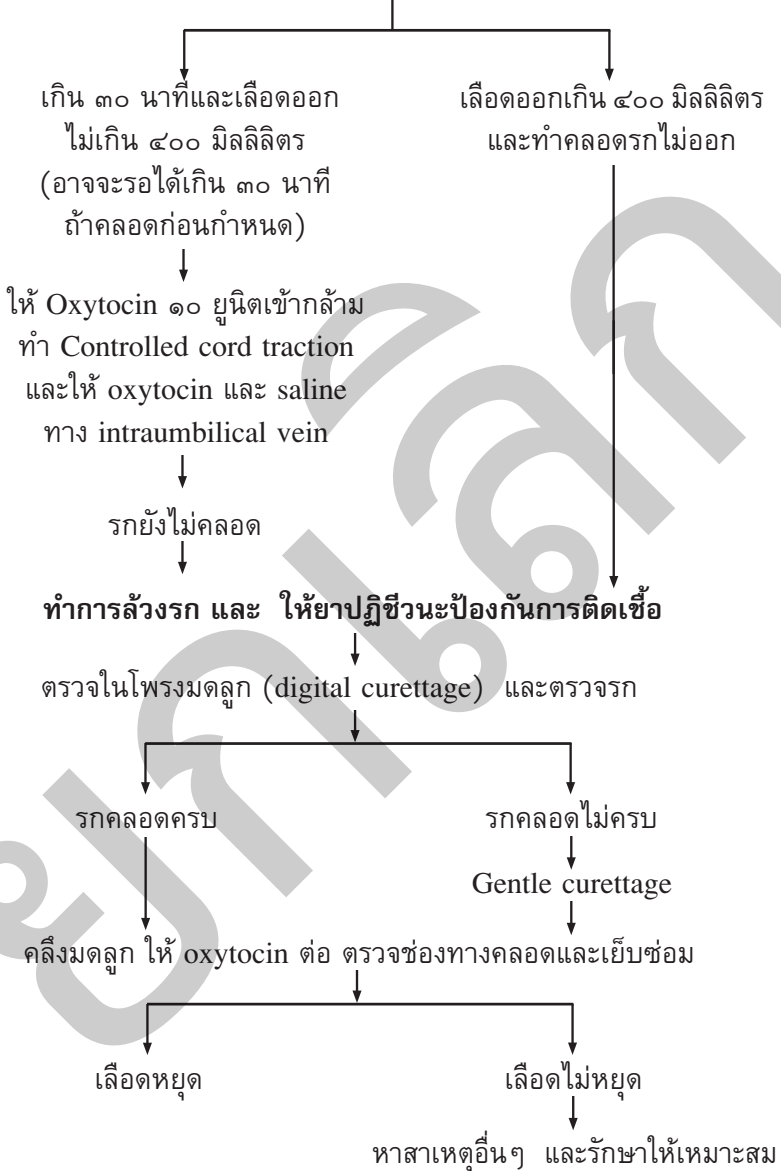 เกิน ๓๐ นาทีและเลือดออก
ไม่เกิน ๔๐๐ มิลลิลิตร
(อาจจะรอได้เกิน ๓๐ นาที
ถ้าคลอดก่อนกำหนด)
เลือดออกเกิน ๔๐๐ มิลลิลิตร
และทำคลอดรกไม่ออก
ให้ Oxytocin ๑๐ ยูนิตเข้ากล้าม
ทำ Controlled cord traction
และให้ oxytocin และ saline
ทาง intraumbilical vein
รกยังไม่คลอด
ทำการล้วงรก และ ให้ยาปฏิชีวนะป้องกันการติดเชื้อ
ตรวจในโพรงมดลูก (digital curettage) และตรวจรก
รกคลอดครบ
รกคลอดไม่ครบ
Gentle curettage
คลึงมดลูก ให้ oxytocin ต่อ ตรวจช่องทางคลอดและเย็บซ่อม
เลือดหยุด
เลือดไม่หยุด
หาสาเหตุอื่นๆ และรักษาให้เหมาะสม
ยกเลิก